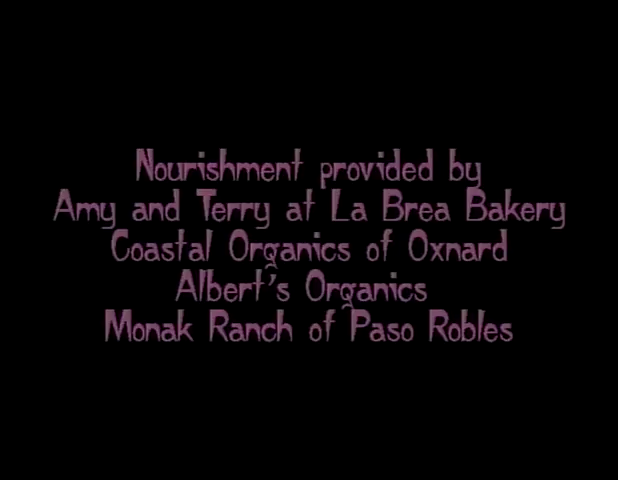 Nourishment provided by
Amy and Terry at La Brea Bakery
Coastal Organics of Oxnard
Albert's Organics
Monak Ranch of Paso Robles